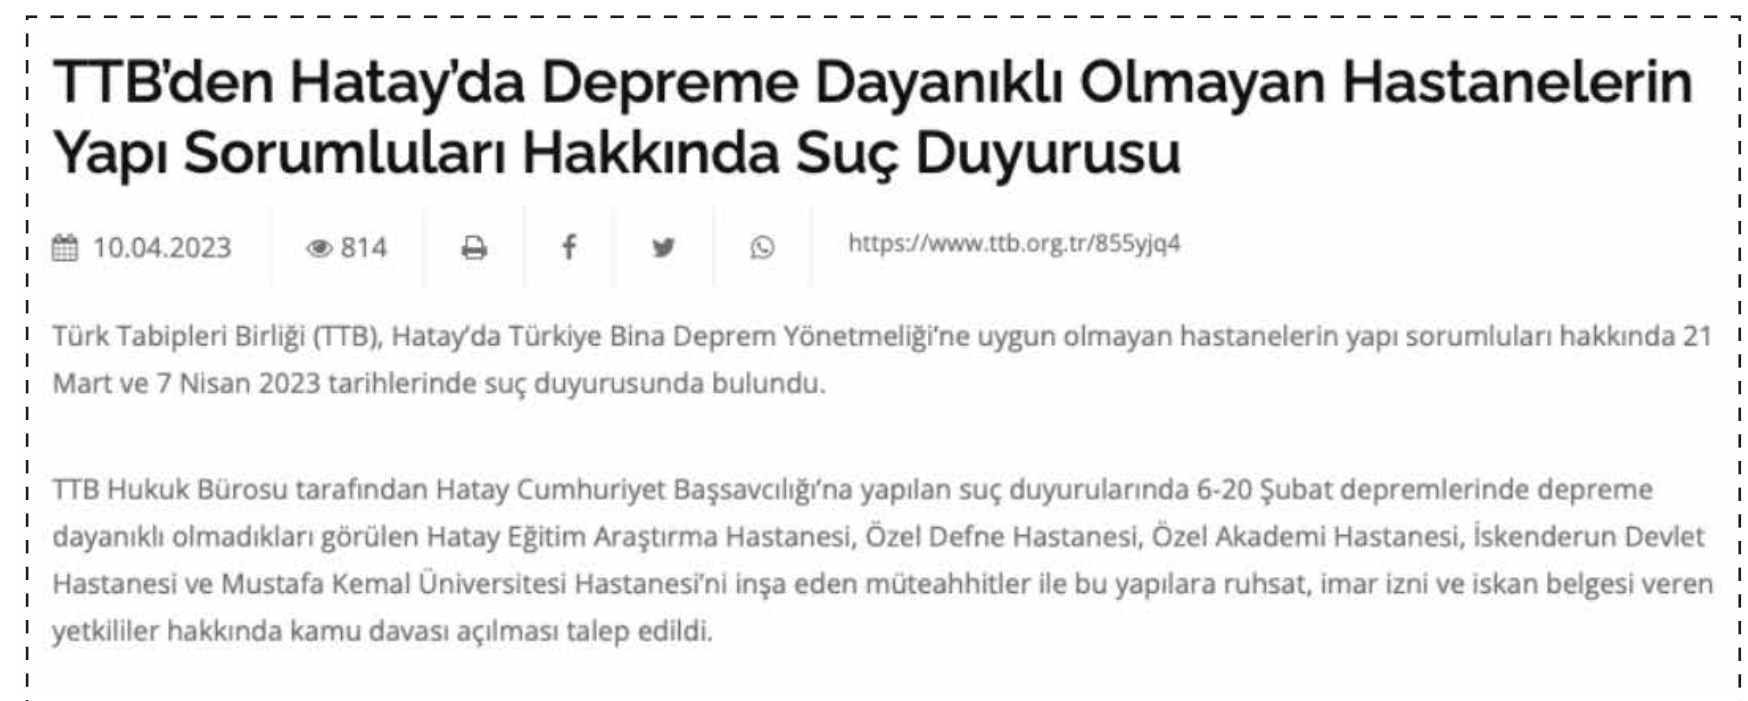 TTB’den Hatay’da Depreme Dayanıklı Olmayan Hastanelerin
Yapı Sorumluları Hakkında Suç Duyurusu
10.04.2023 814 https://www.ttb.org.tr/855yjq4
Türk Tabipleri Birliği (TTB), Hatay’da Türkiye Bina Deprem Yönetmeliği’ne uygun olmayan hastanelerin yapı sorumluları hakkında 21
Mart ve 7 Nisan 2023 tarihlerinde suç duyurusunda bulundu.
TTB Hukuk Bürosu tarafından Hatay Cumhuriyet Başsavcılığı’na yapılan suç duyurularında 6-20 Şubat depremlerinde depreme
dayanıklı olmadıkları görülen Hatay Eğitim Araştırma Hastanesi, Özel Defne Hastanesi, Özel Akademi Hastanesi, İskenderun Devlet
Hastanesi ve Mustafa Kemal Üniversitesi Hastanesi’ni inşa eden müteahhitler ile bu yapılara ruhsat, imar izni ve iskan belgesi veren
yetkililer hakkında kamu davası açılması talep edildi.